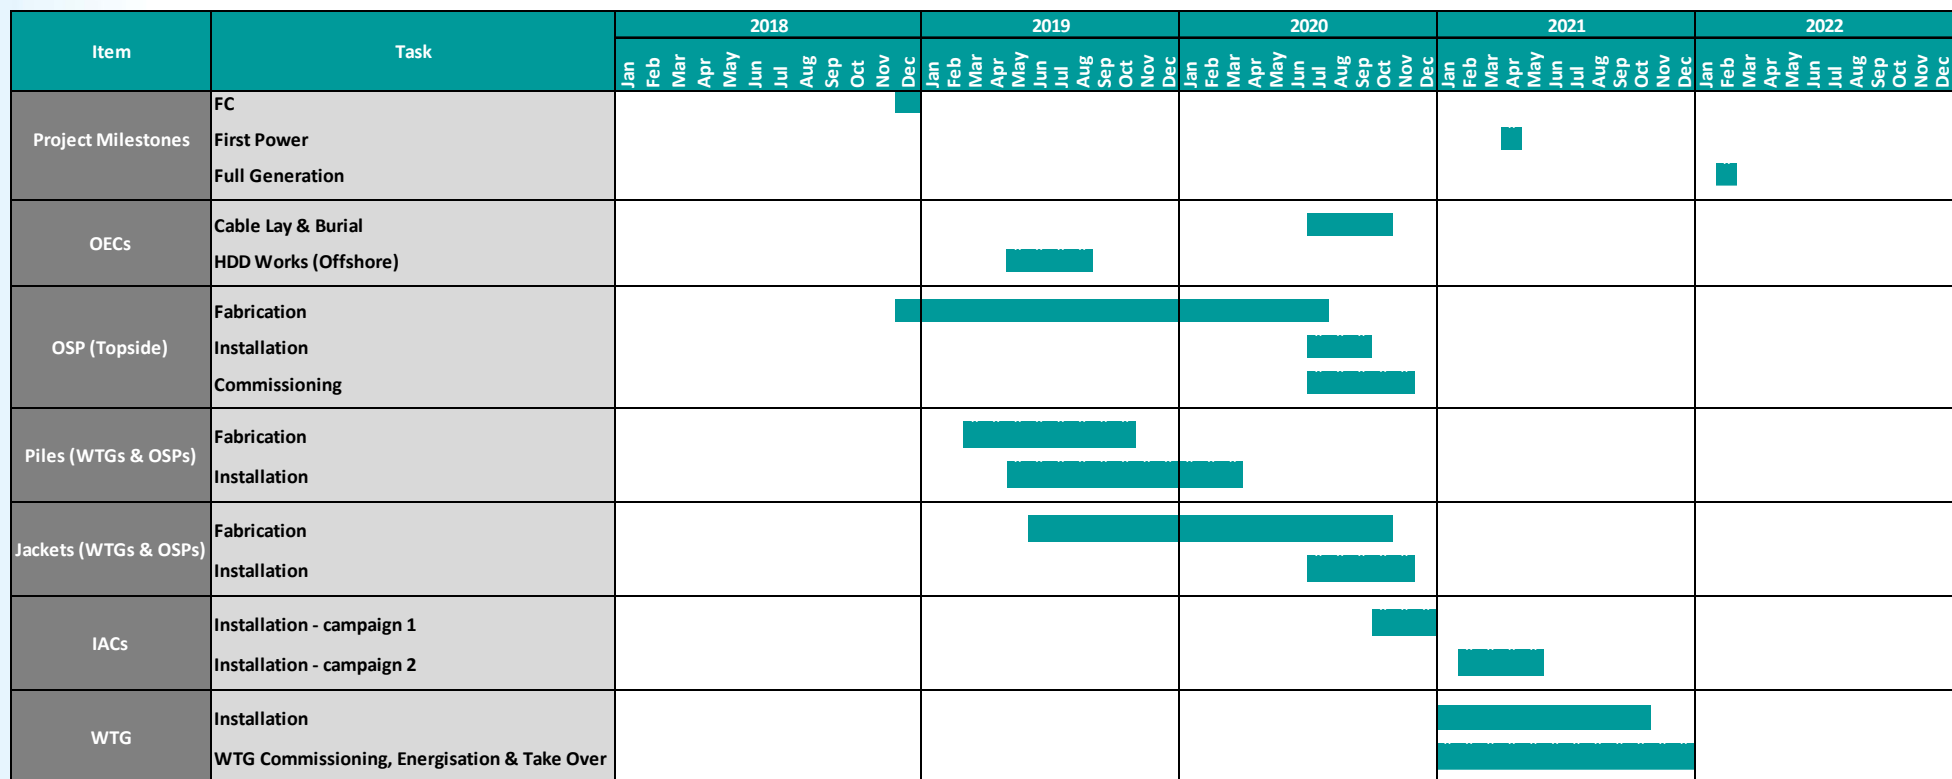 Item Task 2018 2019 2020 2021 2022
Jan Feb Mar Apr May Jun Jul Aug Sep Oct Nov Dec Jan Feb Mar Apr May Jun Jul Aug Sep Oct Nov Dec Jan Feb Mar Apr May Jun Jul Aug Sep Oct Nov Dec Jan Feb Mar Apr May Jun Jul Aug Sep Oct Nov Dec Jan Feb Mar Apr May Jun Jul Aug Sep Oct Nov Dec
Project Milestones
FC
First Power
Full Generation
OECs
Cable Lay & Burial
HDD Works (Offshore)
OSP (Topside)
Fabrication
Installation
Commissioning
Piles (WTGs & OSPs)
Fabrication
Installation
Jackets (WTGs & OSPs)
Fabrication
Installation
IACs
Installation - campaign 1
Installation - campaign 2
WTG
Installation
WTG Commissioning, Energisation & Take Over